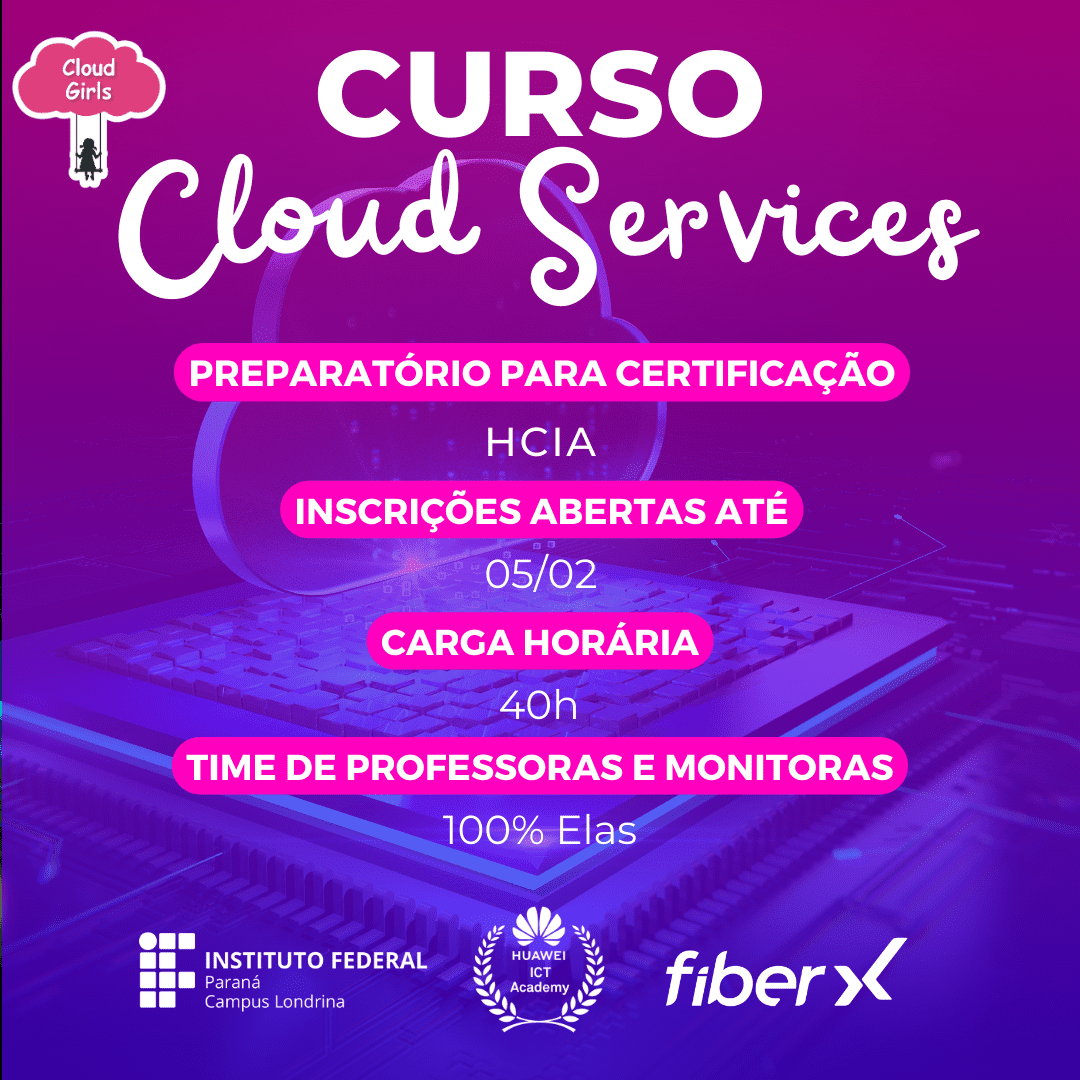 Cloud
Girls
CURSO
Cloud Services
PREPARATÓRIO PARA CERTIFICAÇÃO
HCIA
INSCRIÇÕES ABERTAS ATÉ
05/02
CARGA HORÁRIA
40h
TIME DE PROFESSORAS E MONITORAS
100% Elas
INSTITUTO FEDERAL
Paraná
Campus Londrina
HUAWEI
ICT
Academy
fiberx